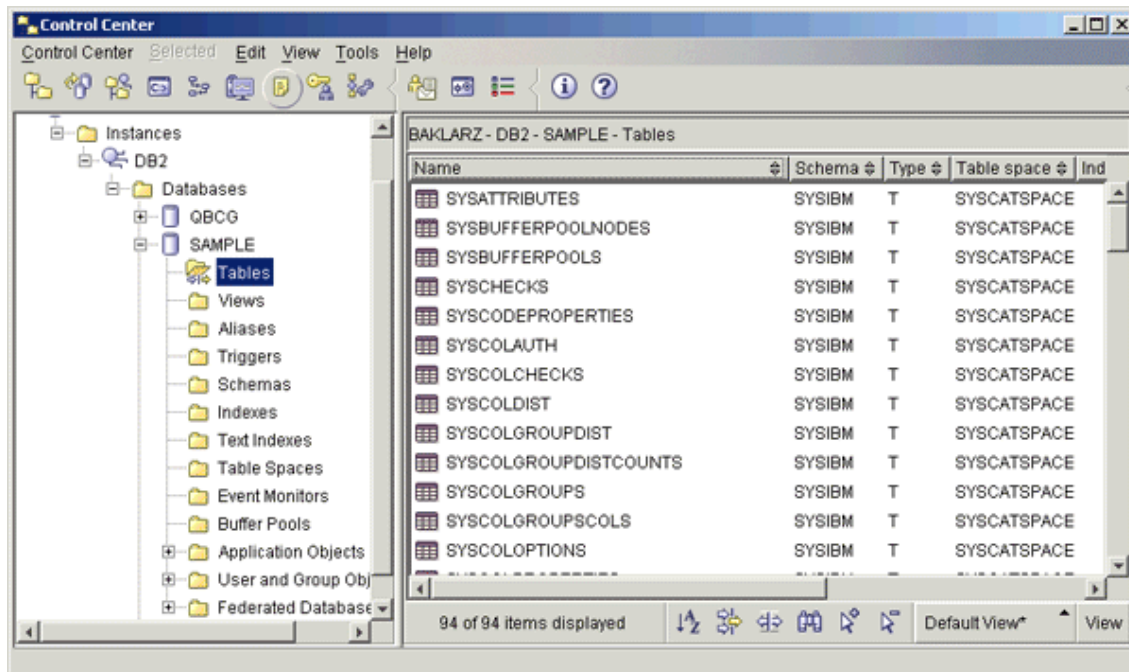 Control Center
Control Center Selected Edit View Tools Help
Instances
DB2
Databases
QBCG
SAMPLE
Tables
Views
Aliases
Triggers
Schemas
Indexes
Text Indexes
Table Spaces
Event Monitors
Buffer Pools
Application Objects
User and Group Obj
Federated Database
BAKLARZ - DB2 - SAMPLE - Tables
Name Schema Type Table space Ind
SYSATTRIBUTES SYSIBM T SYSCATSPACE
SYSBUFFERPOOLNODES SYSIBM T SYSCATSPACE
SYSBUFFERPOOLS SYSIBM T SYSCATSPACE
SYSCHECKS SYSIBM T SYSCATSPACE
SYSCODEPROPERTIES SYSIBM T SYSCATSPACE
SYSCOLAUTH SYSIBM T SYSCATSPACE
SYSCOLCHECKS SYSIBM T SYSCATSPACE
SYSCOLDIST SYSIBM T SYSCATSPACE
SYSCOLGROUPDIST SYSIBM T SYSCATSPACE
SYSCOLGROUPDISTCOUNTS SYSIBM T SYSCATSPACE
SYSCOLGROUPS SYSIBM T SYSCATSPACE
SYSCOLGROUPSCOLS SYSIBM T SYSCATSPACE
SYSCOLOPTIONS SYSIBM T SYSCATSPACE
94 of 94 items displayed Default View* View